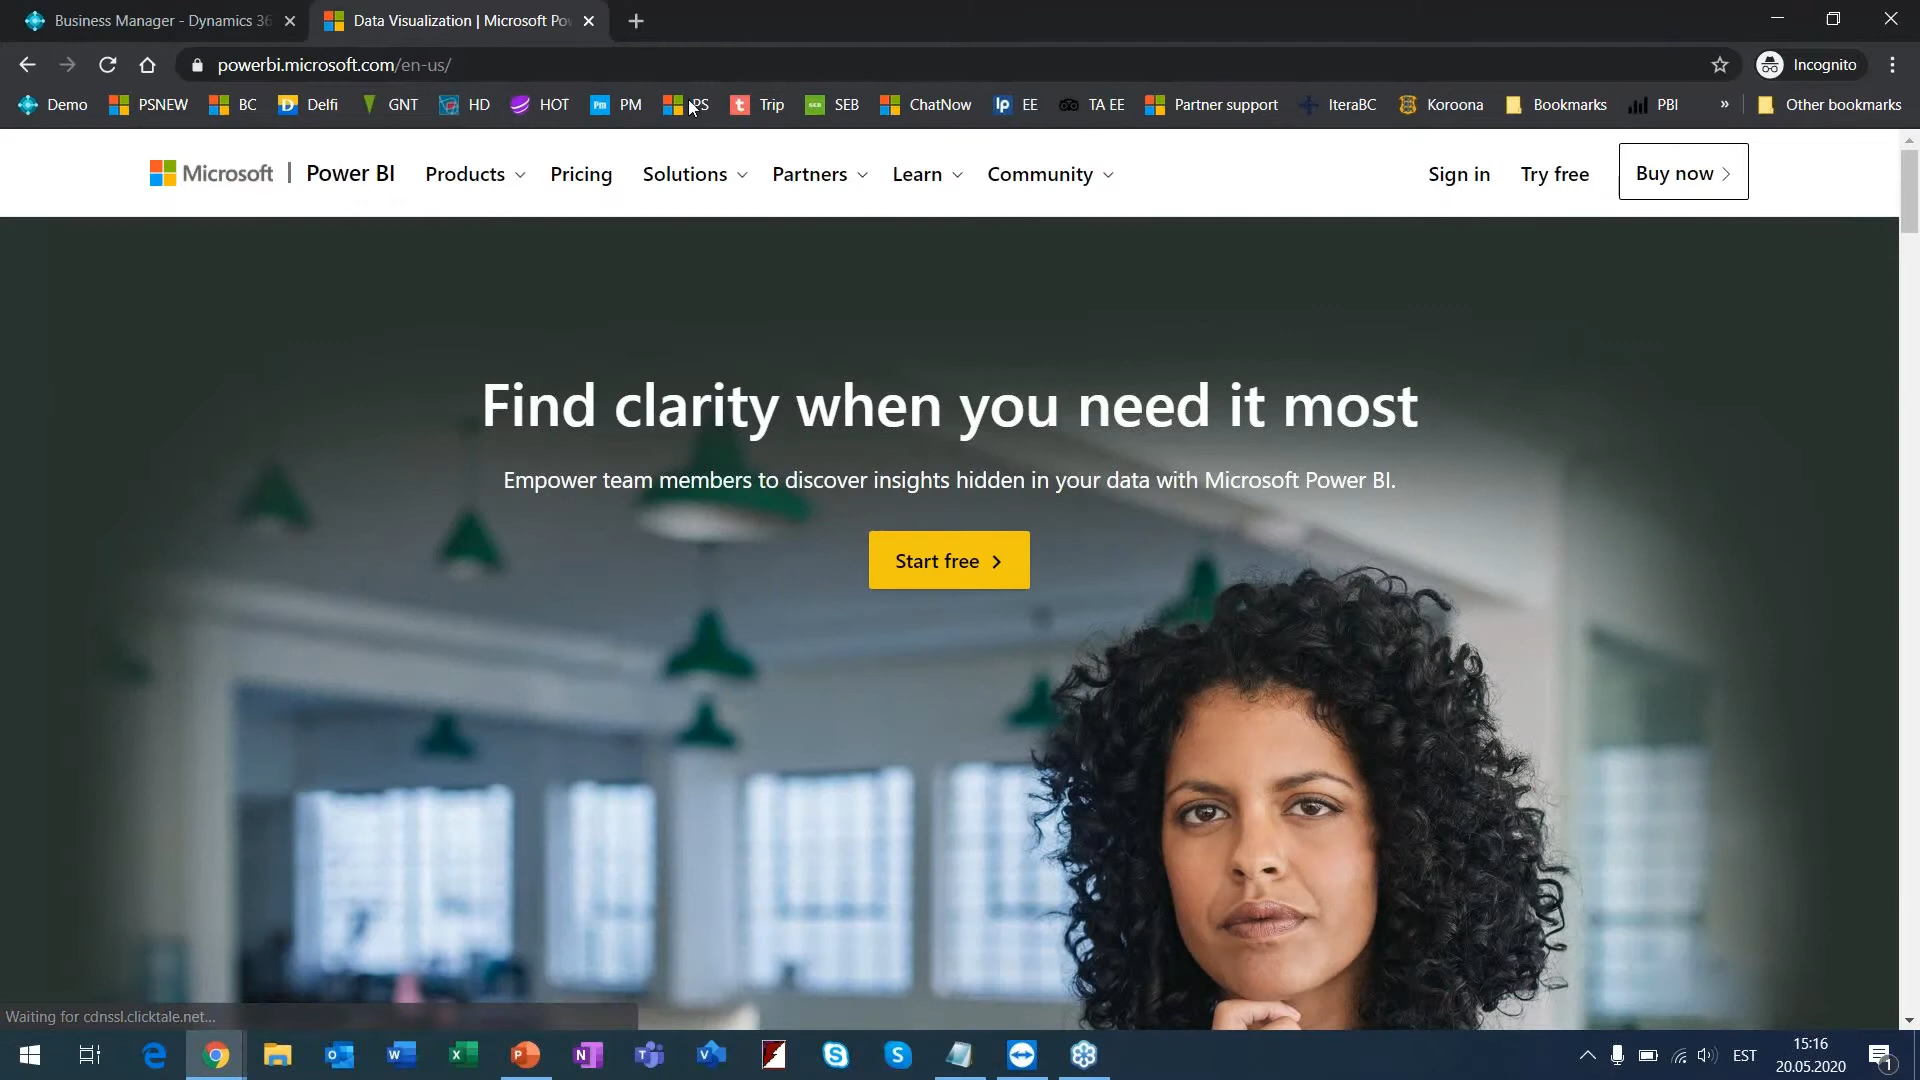 Business Manager - Dynamics 36
Data Visualization | Microsoft Po
powerbi.microsoft.com/en-us/
Incognito
Demo
PSNEW
BC
Delfi
GNT
HD
HOT
Pm
PM
PS
Trip
SEB
SEB
ChatNow
EE
TA EE
Partner support
IteraBC
Koroona
Bookmarks
PBI
»
Other bookmarks
Microsoft | Power BI
Products
Pricing
Solutions
Partners
Learn
Community
Sign in
Try free
Buy now
Find clarity when you need it most
Empower team members to discover insights hidden in your data with Microsoft Power BI.
Start free
Waiting for cdnssl.clicktale.net...
EST
15:16
20.05.2020
1